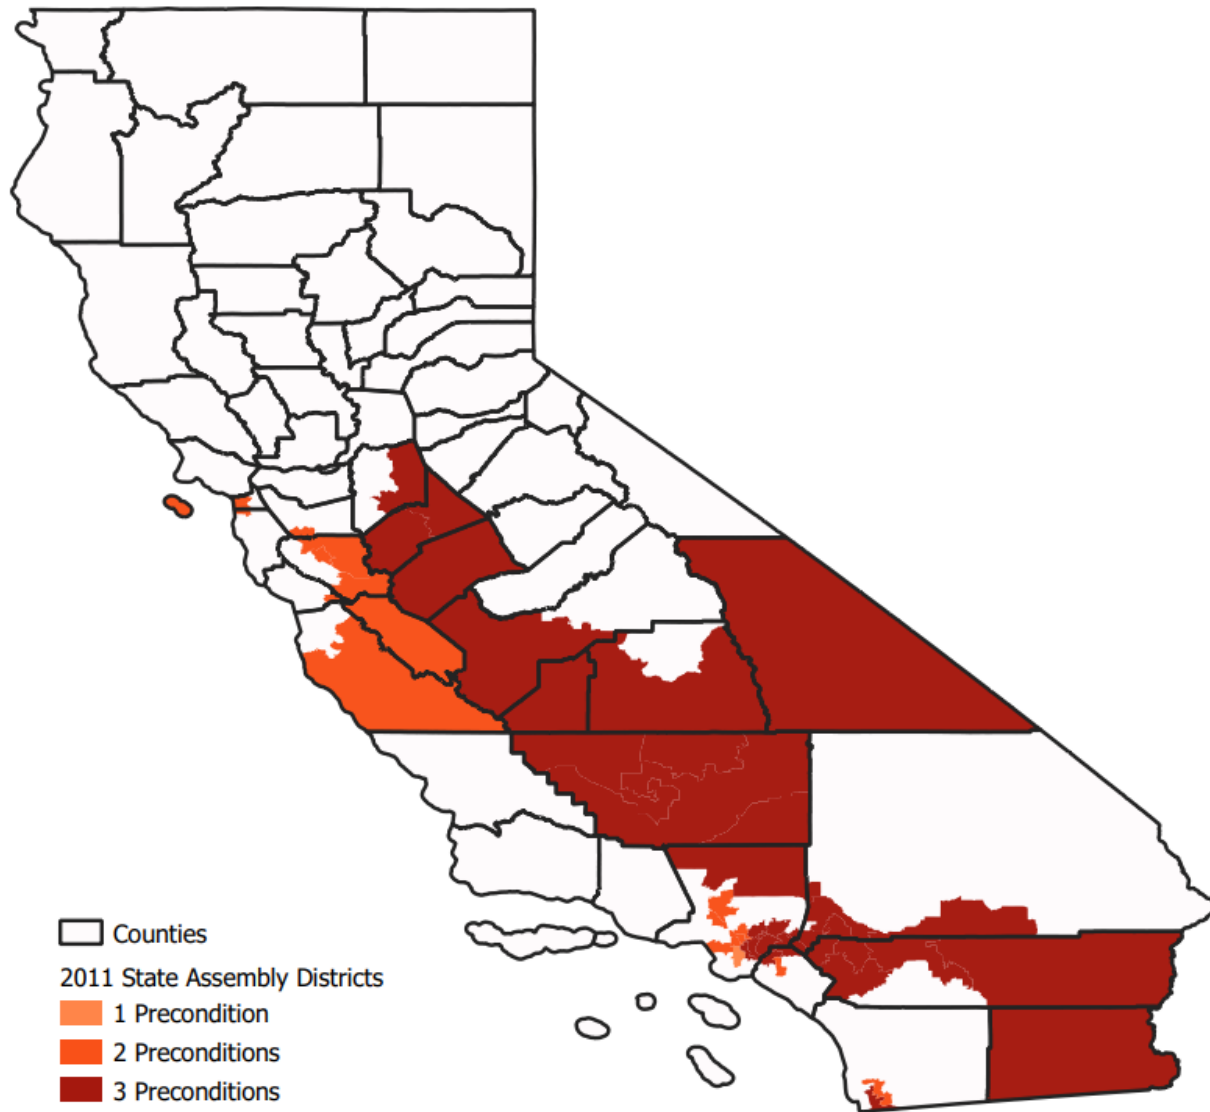 Counties
2011 State Assembly Districts
1 Precondition
2 Preconditions
3 Preconditions